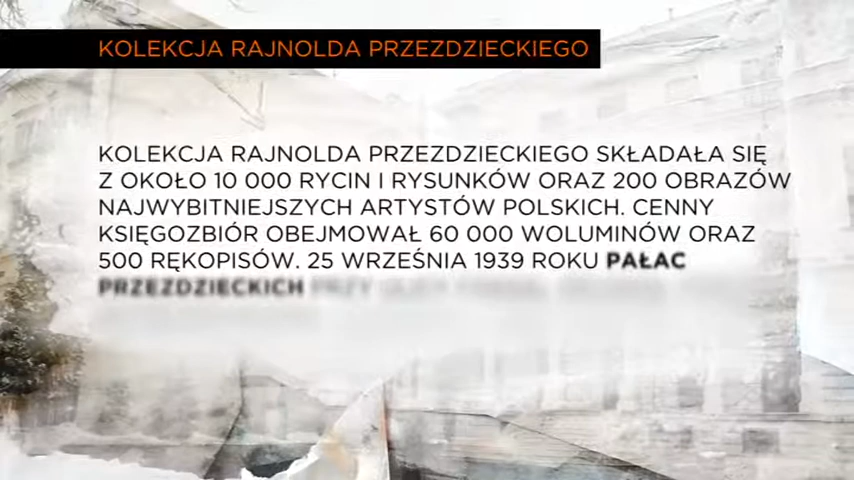 KOLEKCJA RAJNOLDA PRZEZDZIECKIEGO
KOLEKCJA RAJNOLDA PRZEZDZIECKIEGO SKŁADAŁA SIĘ
Z OKOŁO 10 000 RYCIN I RYSUNKÓW ORAZ 200 OBRAZÓW
NAJWYBITNIEJSZYCH ARTYSTÓW POLSKICH. CENNY
KSIĘGOZBIÓR OBEJMOWAŁ 60 000 WOLUMINÓW ORAZ
500 RĘKOPISÓW. 25 WRZEŚNIA 1939 ROKU PAŁAC
PRZEZDZIECKICH PRZY